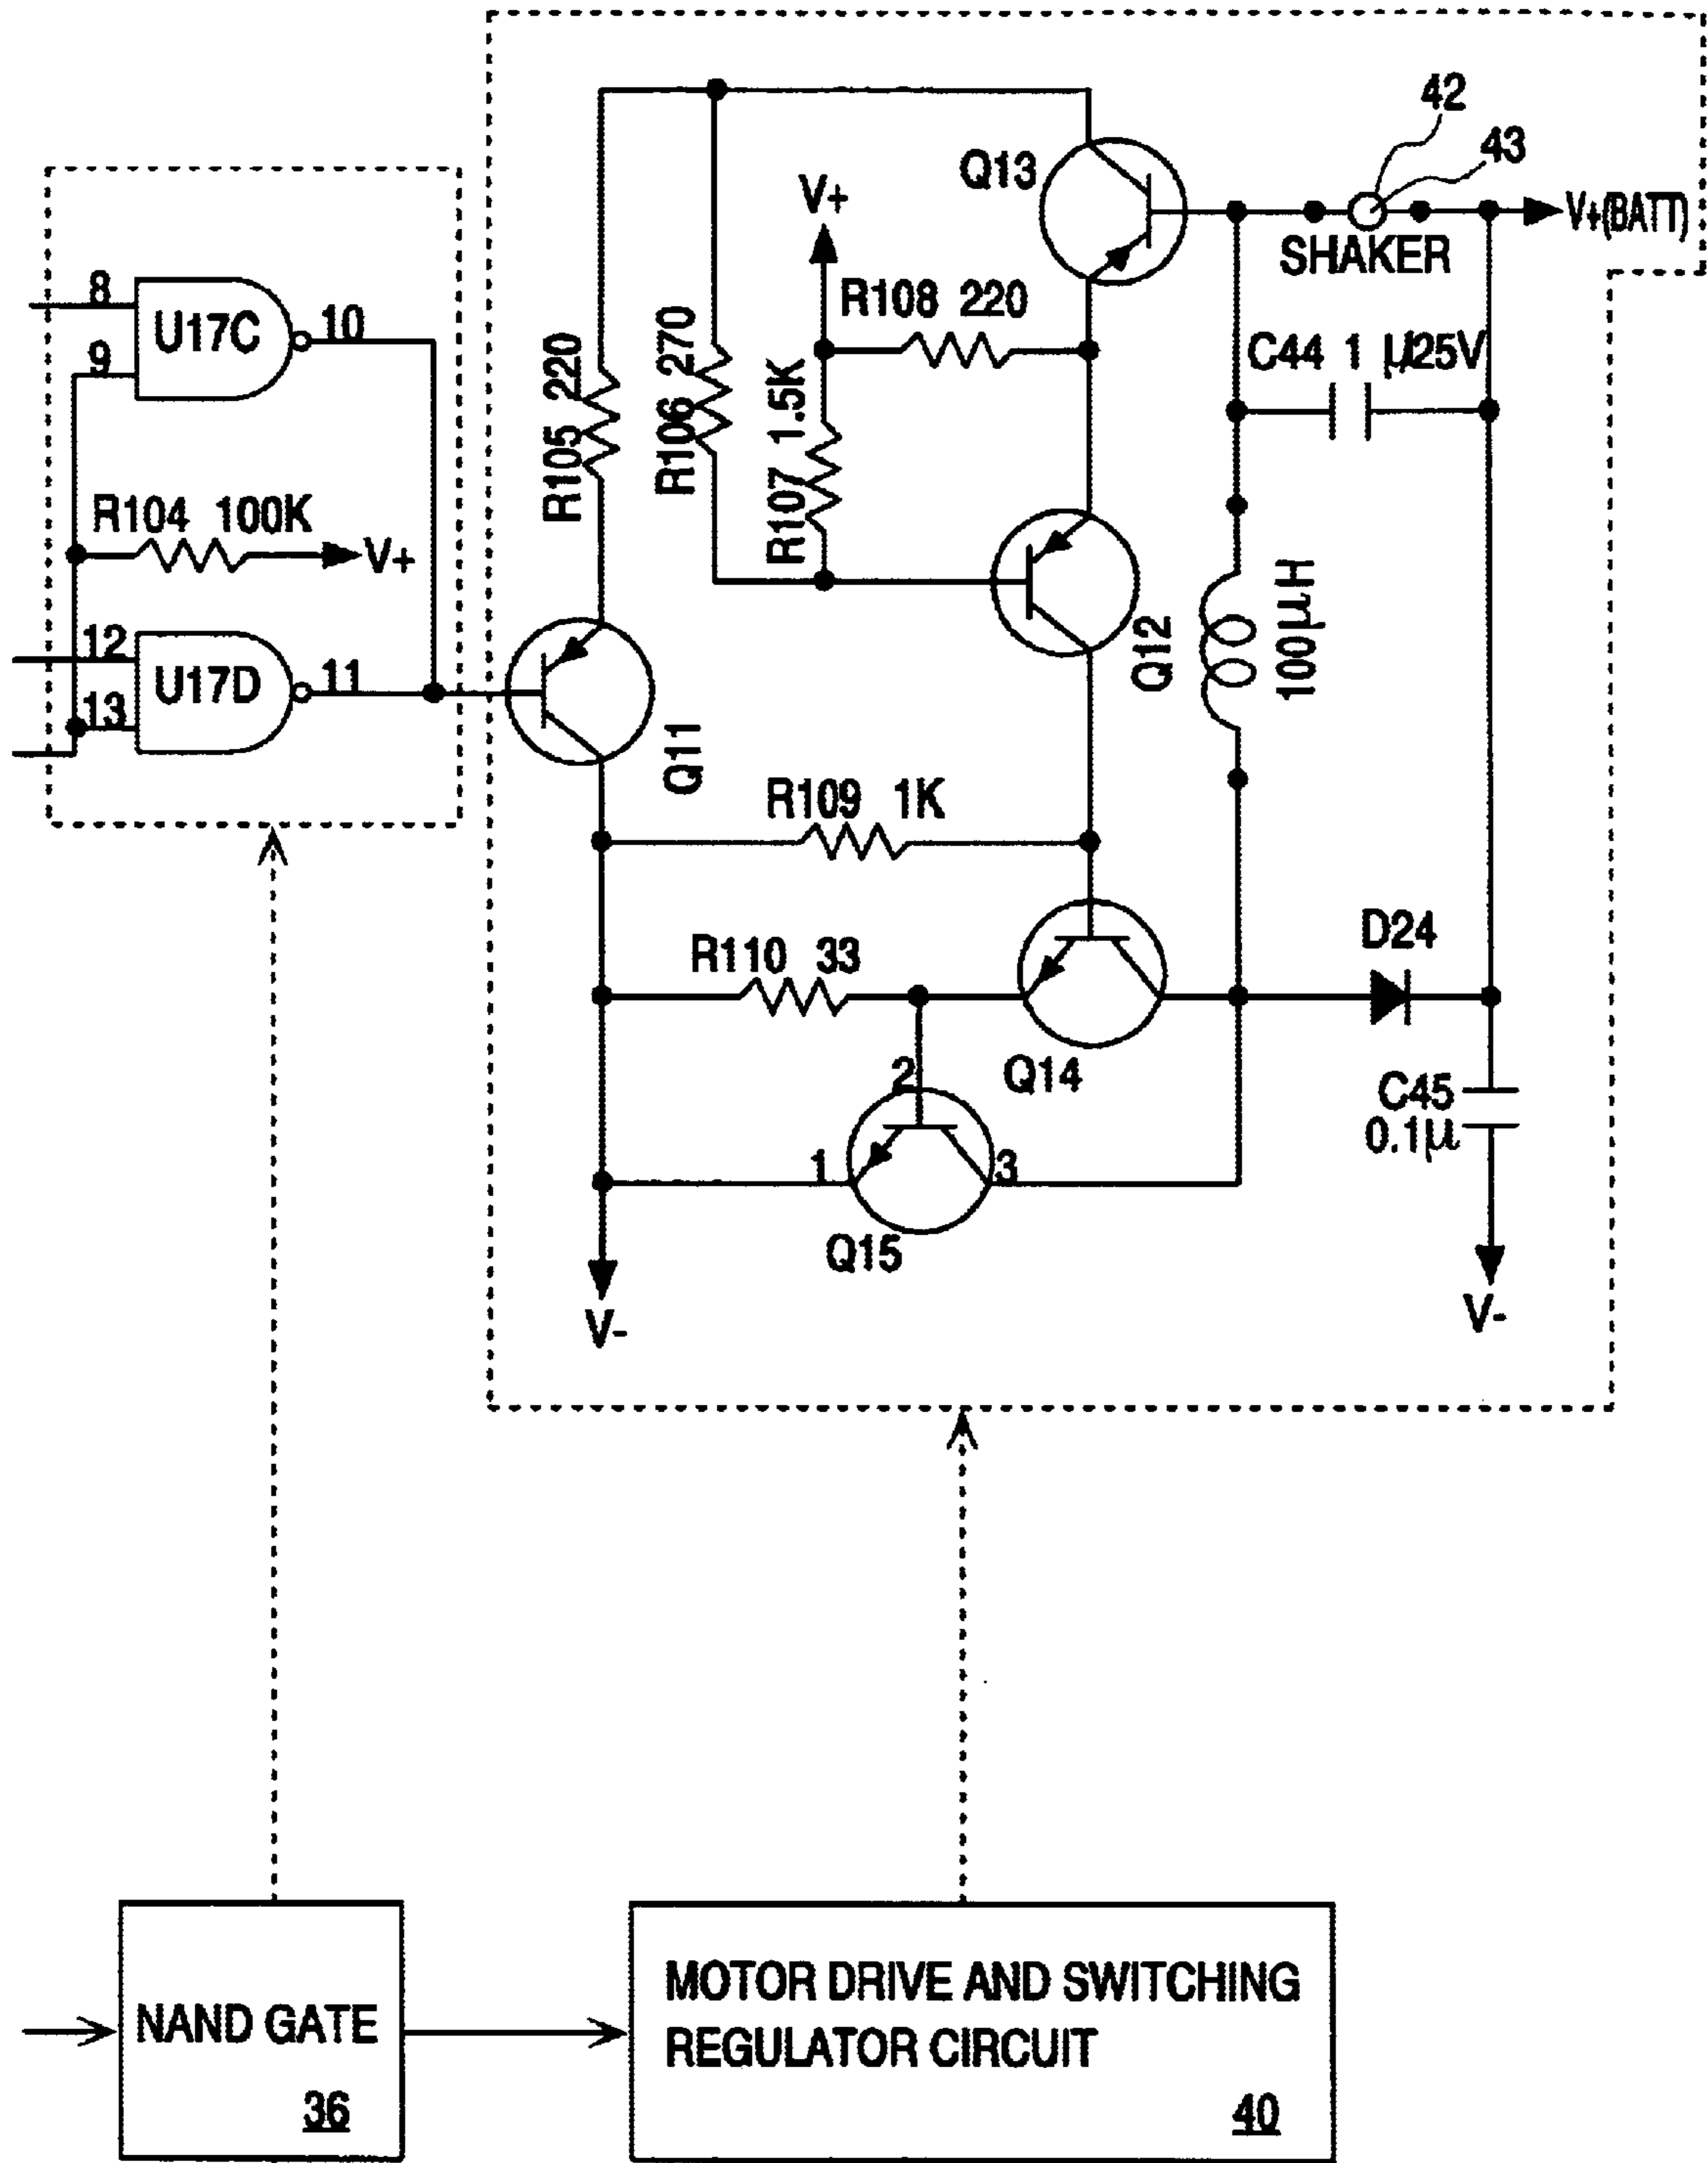 42
43
Q13
V+
V+(BATT)
SHAKER
8
U17C
10
9
R108 220
C44 1 µ25V
R105 220
R106 270
R107 1.5K
R104 100K
V+
12
U17D
11
13
Q11
Q12
100µH
R109 1K
R110 33
D24
2
Q14
C45
0.1µ
1
3
Q15
V-
V-
NAND GATE
36
MOTOR DRIVE AND SWITCHING
REGULATOR CIRCUIT
40